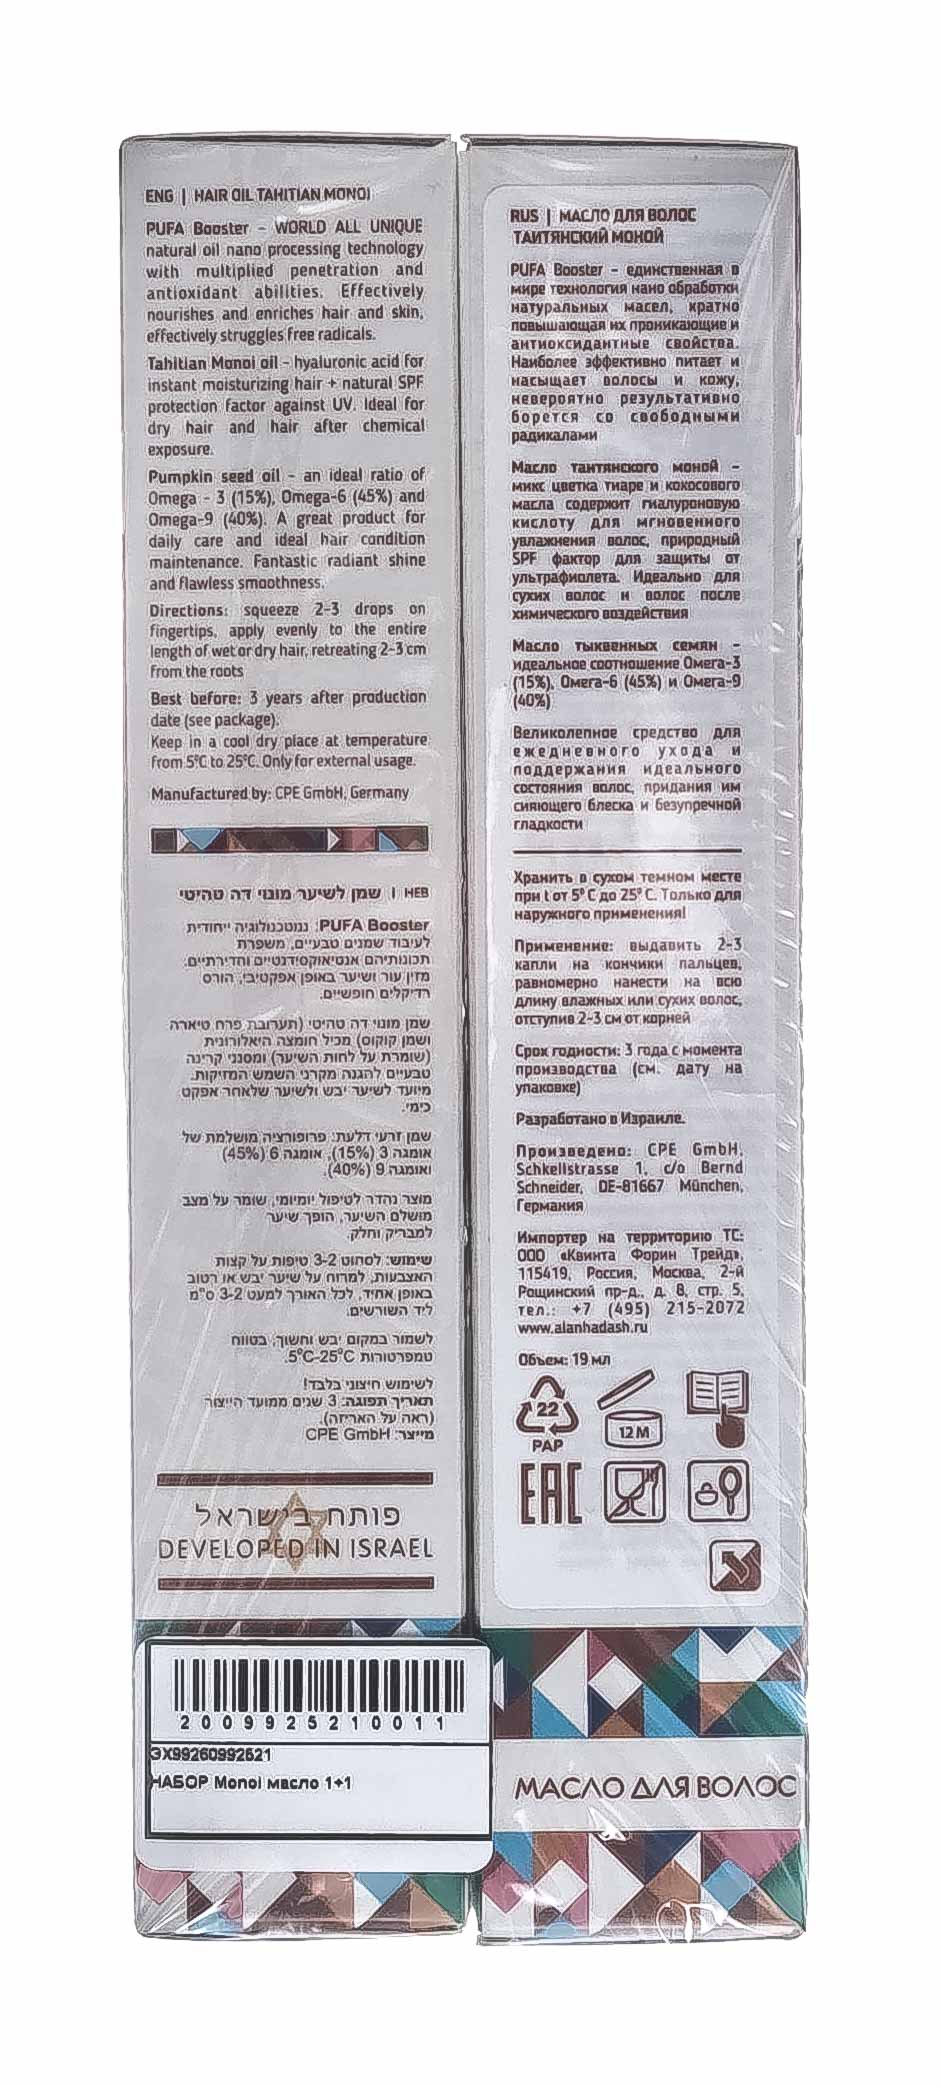 ENG | HAIR OIL TAHITIAN MONOI
PUFA Booster – WORLD ALL UNIQUE
natural oil nano processing technology
with multiplied penetration and
antioxidant abilities. Effectively
nourishes and enriches hair and skin,
effectively struggles free radicals.
Tahitian Monoi oil – hyaluronic acid for
instant moisturizing hair + natural SPF
protection factor against UV. Ideal for
dry hair and hair after chemical
exposure.
Pumpkin seed oil – an ideal ratio of
Omega - 3 (15%), Omega-6 (45%) and
Omega-9 (40%). A great product for
daily care and ideal hair condition
maintenance. Fantastic radiant shine
and flawless smoothness.
Directions: squeeze 2-3 drops on
fingertips, apply evenly to the entire
length of wet or dry hair, retreating 2-3 cm
from the roots
Best before: 3 years after production
date (see package).
Keep in a cool dry place at temperature
from 5°C to 25°C. Only for external usage.
Manufactured by: CPE GmbH, Germany
HEB | שמן לשיער מונוי דה טהיטי
PUFA Booster: ננוטכנולוגיה ייחודית
לעיבוד שמנים טבעיים, משפרת
תכונותיהם אנטיאוקסידנטיים וחדירתיים.
מזין עור ושיער באופן אפקטיבי, הורס
רדיקלים חופשיים.
שמן מונוי דה טהיטי (תערובת פרח טיארה
ושמן קוקוס) מכיל חומצה היאלורונית
(שומרת על לחות השיער) ומסנני קרינה
טבעיים להגנה מקרני השמש המזיקות.
מיועד לשיער יבש ולשיער שלאחר אפקט
כימי.
שמן זרעי דלעת: פרופורציה מושלמת של
אומגה 3 (15%), אומגה 6 (45%)
ואומגה 9 (40%).
מוצר נהדר לטיפול יומיומי, שומר על מצב
מושלם השיער, הופך שיער
למבריק וחלק.
שימוש: לסחוט 3-2 טיפות על קצות
האצבעות, למרוח על שיער יבש או רטוב
באופן אחיד, לכל האורך למעט 3-2 ס"מ
ליד השורשים.
לשמור במקום יבש וחשוך, בטווח
טמפרטורות 5°C-25°C.
לשימוש חיצוני בלבד!
תאריך תפוגה: 3 שנים ממועד הייצור
(ראה על האריזה).
מייצר: CPE GmbH
פותח בישראל
DEVELOPED IN ISRAEL
2009925210011
ЭХ99260992521
НАБОР Monoi масло 1+1
RUS | МАСЛО ДЛЯ ВОЛОС
ТАИТЯНСКИЙ МОНОЙ
PUFA Booster – единственная в
мире технология нано обработки
натуральных масел, кратно
повышающая их проникающие и
антиоксидантные свойства.
Наиболее эффективно питает и
насыщает волосы и кожу,
невероятно результативно
борется со свободными
радикалами
Масло таитянского моной –
микс цветка тиаре и кокосового
масла содержит гиалуроновую
кислоту для мгновенного
увлажнения волос, природный
SPF фактор для защиты от
ультрафиолета. Идеально для
сухих волос и волос после
химического воздействия
Масло тыквенных семян –
идеальное соотношение Омега-3
(15%), Омега-6 (45%) и Омега-9
(40%)
Великолепное средство для
ежедневного ухода и
поддержания идеального
состояния волос, придания им
сияющего блеска и безупречной
гладкости
Хранить в сухом темном месте
при t от 5° С до 25° С. Только для
наружного применения!
Применение: выдавить 2-3
капли на кончики пальцев,
равномерно нанести на всю
длину влажных или сухих волос,
отступив 2-3 см от корней
Срок годности: 3 года с момента
производства (см. дату на
упаковке)
Разработано в Израиле.
Произведено: CPE GmbH,
Schkellstrasse 1, c/o Bernd
Schneider, DE-81667 München,
Германия
Импортер на территорию ТС:
ООО «Квинта Форин Трейд»,
115419, Россия, Москва, 2-й
Рощинский пр-д., д. 8, стр. 5,
тел.: +7 (495) 215-2072
www.alanhadash.ru
Объем: 19 мл
22
PAP
12M
EAC
МАСЛО ДЛЯ ВОЛОС